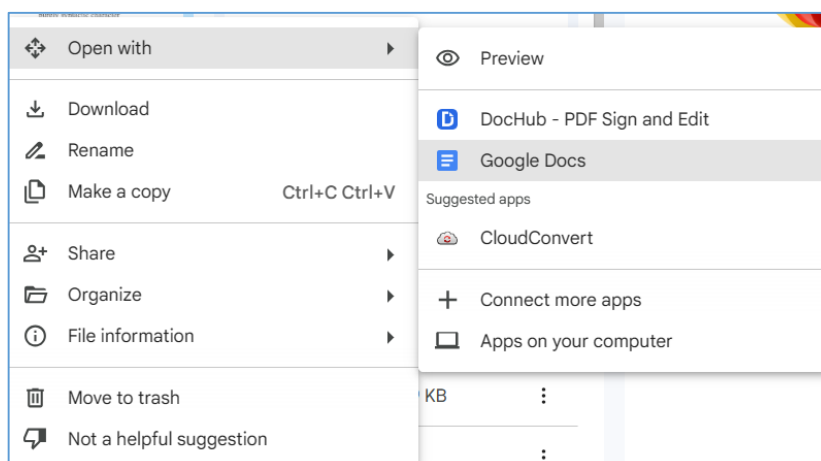 Open with
Download
Rename
Make a copy Ctrl+C Ctrl+V
Share
Organize
File information
Move to trash
Not a helpful suggestion
Preview
DocHub - PDF Sign and Edit
Google Docs
Suggested apps
CloudConvert
Connect more apps
Apps on your computer
KB